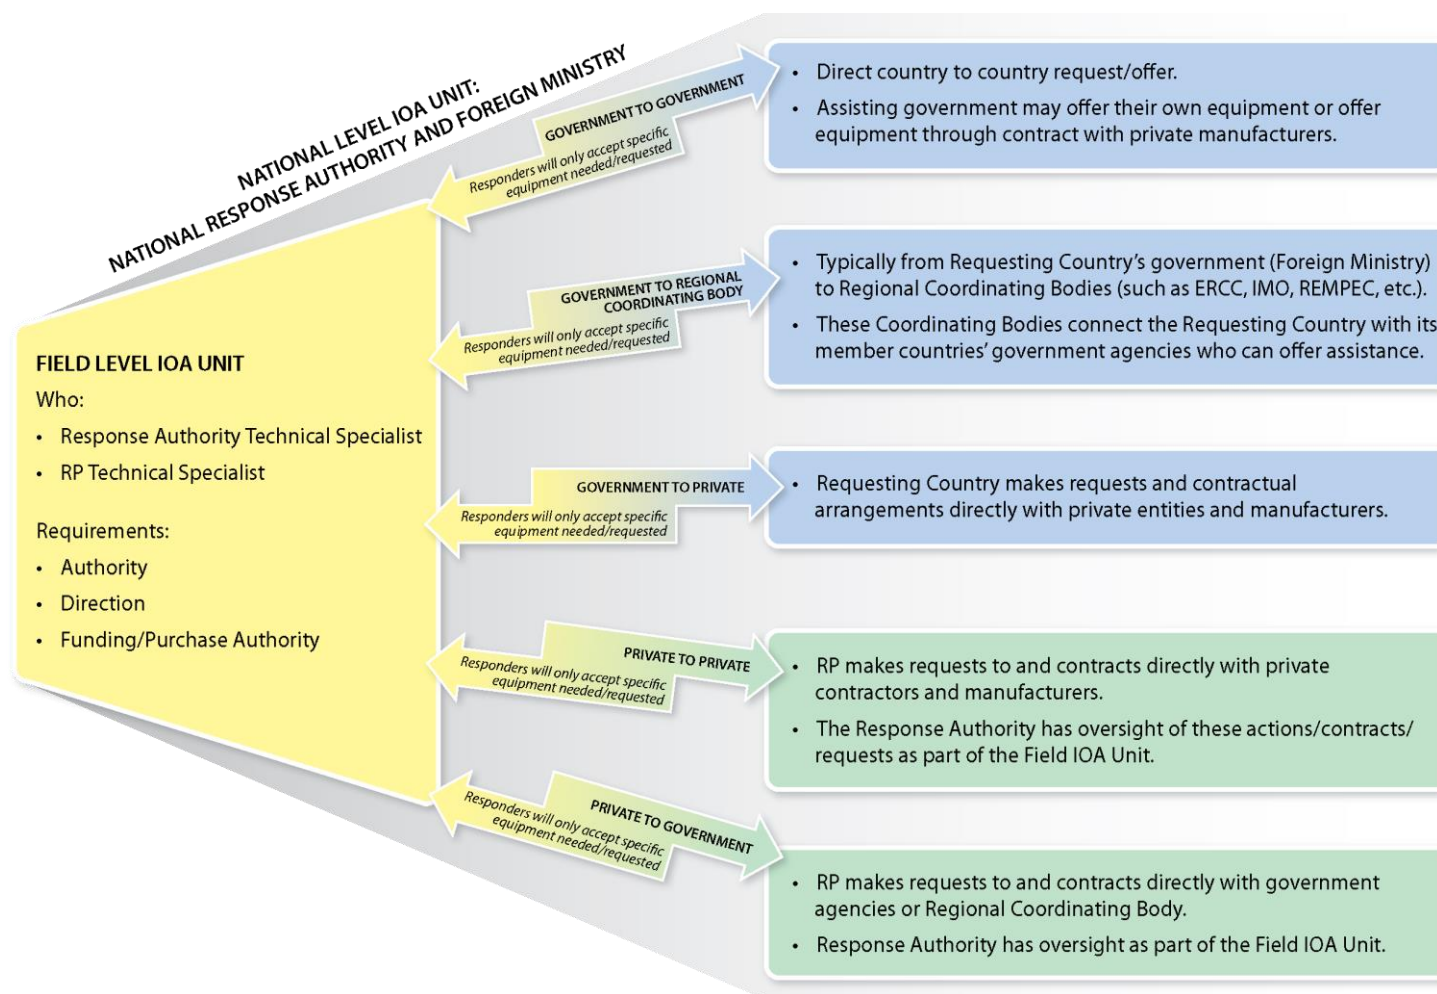 NATIONAL LEVEL IOA UNIT:
NATIONAL RESPONSE AUTHORITY AND FOREIGN MINISTRY
FIELD LEVEL IOA UNIT
Who:
• Response Authority Technical Specialist
• RP Technical Specialist
Requirements:
• Authority
• Direction
• Funding/Purchase Authority
GOVERNMENT TO GOVERNMENT
Responders will only accept specific
equipment needed/requested
• Direct country to country request/offer.
• Assisting government may offer their own equipment or offer
equipment through contract with private manufacturers.
GOVERNMENT TO REGIONAL
COORDINATING BODY
Responders will only accept specific
equipment needed/requested
• Typically from Requesting Country’s government (Foreign Ministry)
to Regional Coordinating Bodies (such as ERCC, IMO, REMPEC, etc.).
• These Coordinating Bodies connect the Requesting Country with its
member countries’ government agencies who can offer assistance.
GOVERNMENT TO PRIVATE
Responders will only accept specific
equipment needed/requested
• Requesting Country makes requests and contractual
arrangements directly with private entities and manufacturers.
PRIVATE TO PRIVATE
Responders will only accept specific
equipment needed/requested
• RP makes requests to and contracts directly with private
contractors and manufacturers.
• The Response Authority has oversight of these actions/contracts/
requests as part of the Field IOA Unit.
PRIVATE TO GOVERNMENT
Responders will only accept specific
equipment needed/requested
• RP makes requests to and contracts directly with government
agencies or Regional Coordinating Body.
• Response Authority has oversight as part of the Field IOA Unit.